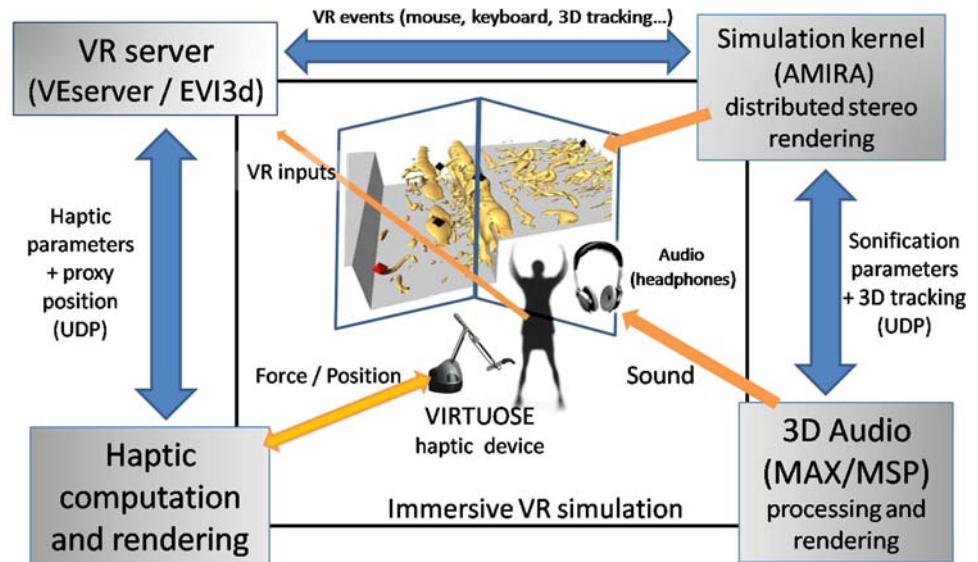 VR events (mouse, keyboard, 3D tracking...)
VR server
(VEserver / EVI3d)
Simulation kernel
(AMIRA)
distributed stereo
rendering
VR inputs
Haptic
parameters
+ proxy
position
(UDP)
Audio
(headphones)
Sonification
parameters
+ 3D tracking
(UDP)
Force / Position
Sound
VIRTUOSE
haptic device
Haptic
computation
and rendering
Immersive VR simulation
3D Audio
(MAX/MSP)
processing and
rendering